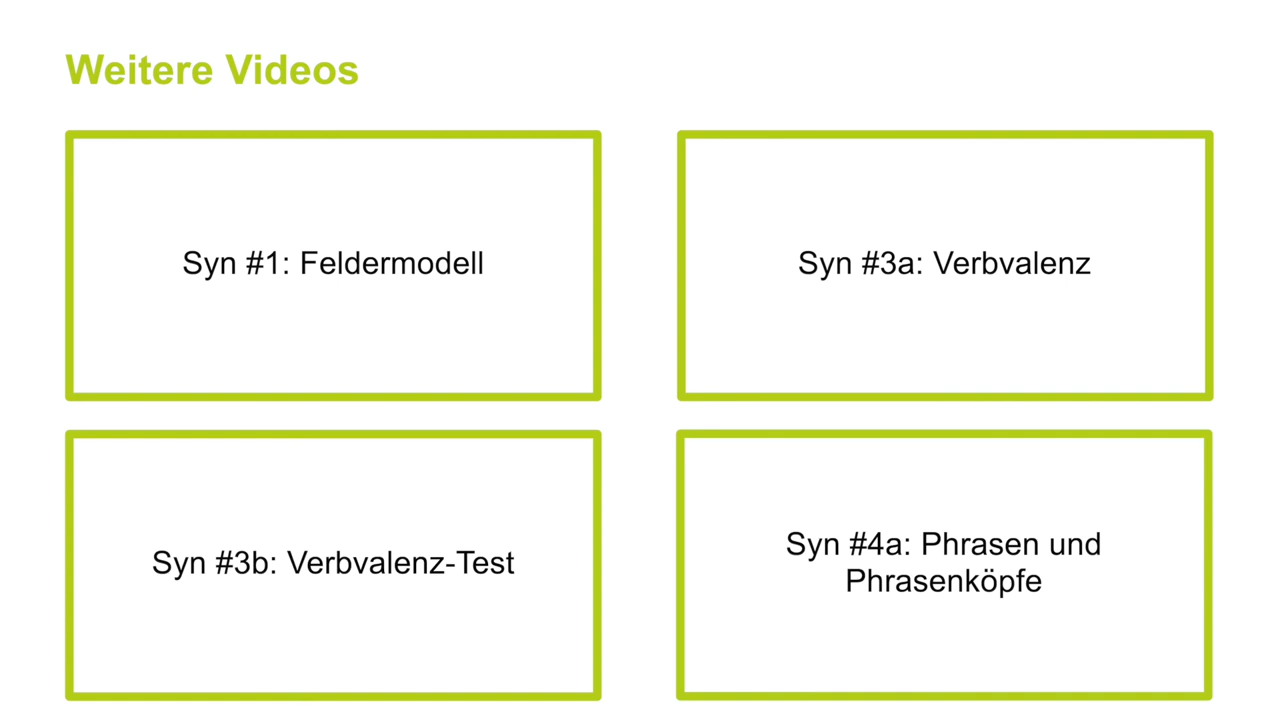 Weitere Videos
Syn #1: Feldermodell
Syn #3a: Verbvalenz
Syn #3b: Verbvalenz-Test
Syn #4a: Phrasen und
Phrasenköpfe